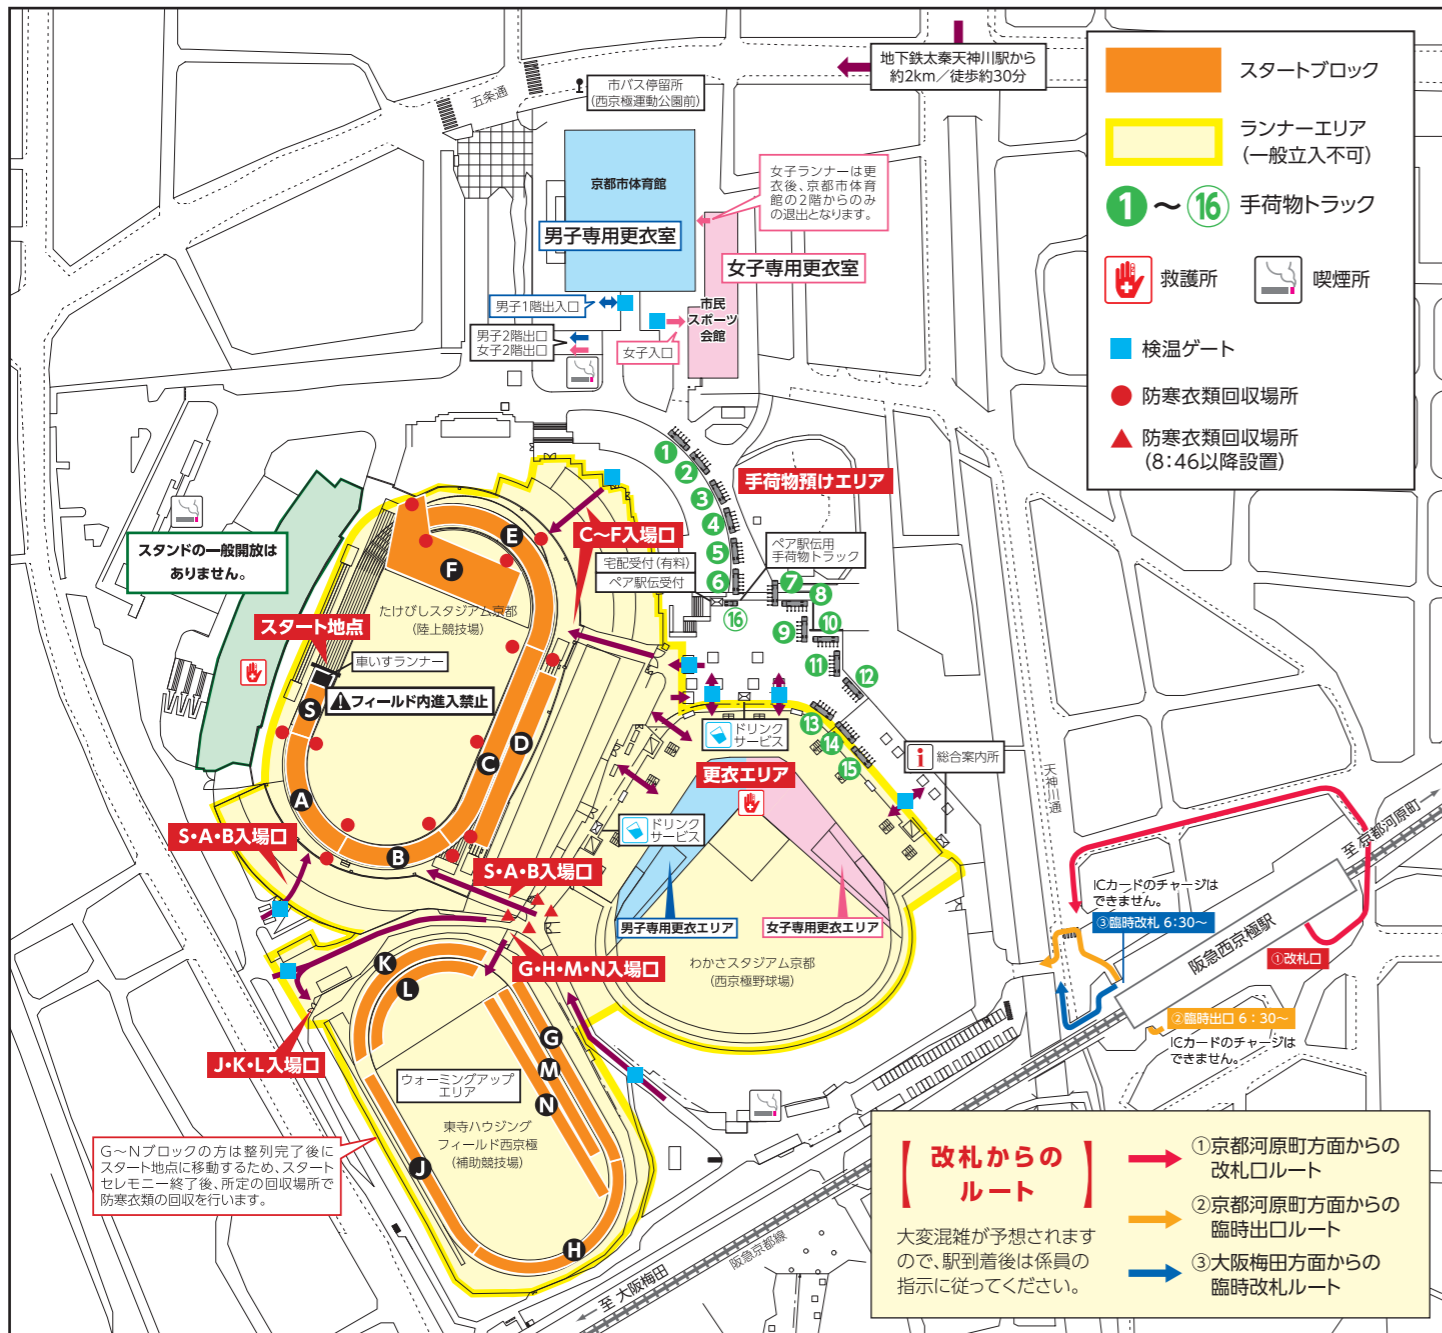 地下鉄太秦天神川駅から
約2km／徒歩約30分
市バス停留所
(西京極運動公園前)
五条通
京都市体育館
男子専用更衣室
女子ランナーは更
衣後、京都市体育
館の2階からのみ
の退出となります。
女子専用更衣室
市民
スポーツ
会館
男子1階出入口
男子2階出口
女子2階出口
女子入口
スタートブロック
ランナーエリア
(一般立入不可)
1～16 手荷物トラック
救護所
喫煙所
検温ゲート
防寒衣類回収場所
防寒衣類回収場所
(8:46以降設置)
1
2
3
4
5
6
7
8
9
10
11
12
13
14
15
16
手荷物預けエリア
ペア駅伝用
手荷物トラック
C～F入場口
宅配受付(有料)
ペア駅伝受付
スタンドの一般開放は
ありません。
E
F
たけびしスタジアム京都
(陸上競技場)
スタート地点
車いすランナー
フィールド内進入禁止
S
A
B
C
D
S・A・B入場口
S・A・B入場口
ドリンク
サービス
ドリンク
サービス
更衣エリア
i 総合案内所
男子専用更衣エリア
女子専用更衣エリア
わかさスタジアム京都
(西京極野球場)
G・H・M・N入場口
J・K・L入場口
K
L
G
M
N
J
H
ウォーミングアップ
エリア
東寺ハウジング
フィールド西京極
(補助競技場)
G～Nブロックの方は整列完了後に
スタート地点に移動するため、スタート
セレモニー終了後、所定の回収場所で
防寒衣類の回収を行います。
天神川通
至 京都河原町
ICカードのチャージは
できません。
③臨時改札 6:30～
阪急西京極駅
①改札口
②臨時出口 6：30～
ICカードのチャージは
できません。
至 大阪梅田
阪急京都線
改札からの
ルート
大変混雑が予想されます
ので、駅到着後は係員の
指示に従ってください。
①京都河原町方面からの
改札口ルート
②京都河原町方面からの
臨時出口ルート
③大阪梅田方面からの
臨時改札ルート